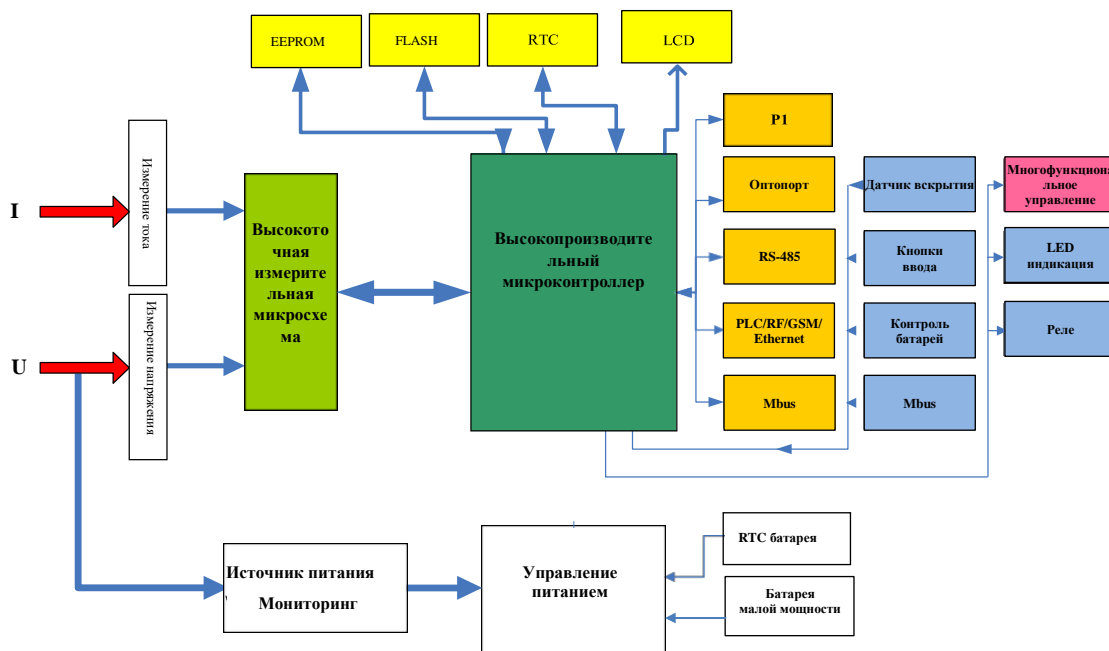 EEPROM
FLASH
RTC
LCD
I
Измерение тока
U
Измерение напряжения
Высокото
чная
измерите
льная
микросхе
ма
Высокопроизводите
льный
микроконтроллер
P1
Оптопорт
RS-485
PLC/RF/GSM/
Ethernet
Mbus
Датчик вскрытия
Кнопки
ввода
Контроль
батарей
Mbus
Многофункциона
льное
управление
LED
индикация
Реле
Источник питания
Мониторинг
Управление
питанием
RTC батарея
Батарея
малой мощности